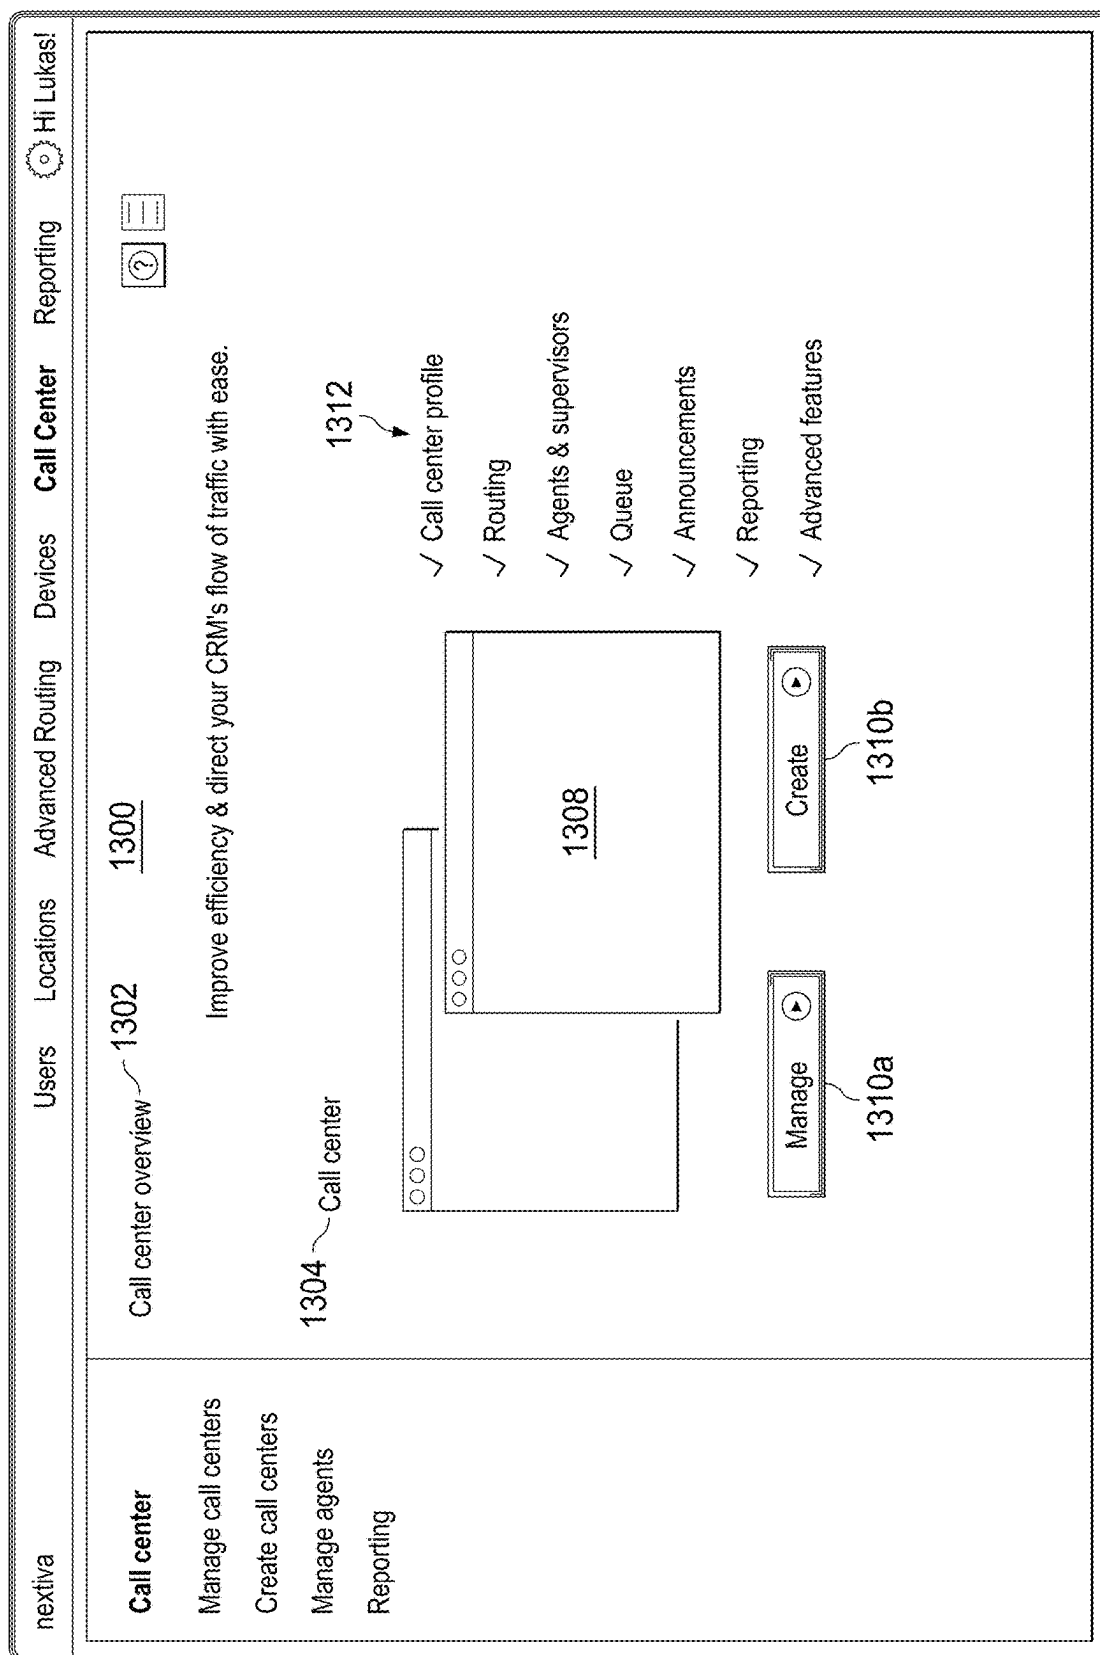 nextiva Users Locations Advanced Routing Devices Call Center Reporting Hi Lukas!
Call center
Manage call centers
Create call centers
Manage agents
Reporting
Call center overview 1302 1300 ?
Improve efficiency & direct your CRM's flow of traffic with ease.
1304 Call center
1312
1308
✓ Call center profile
✓ Routing
✓ Agents & supervisors
✓ Queue
✓ Announcements
✓ Reporting
✓ Advanced features
Manage Create
1310a 1310b